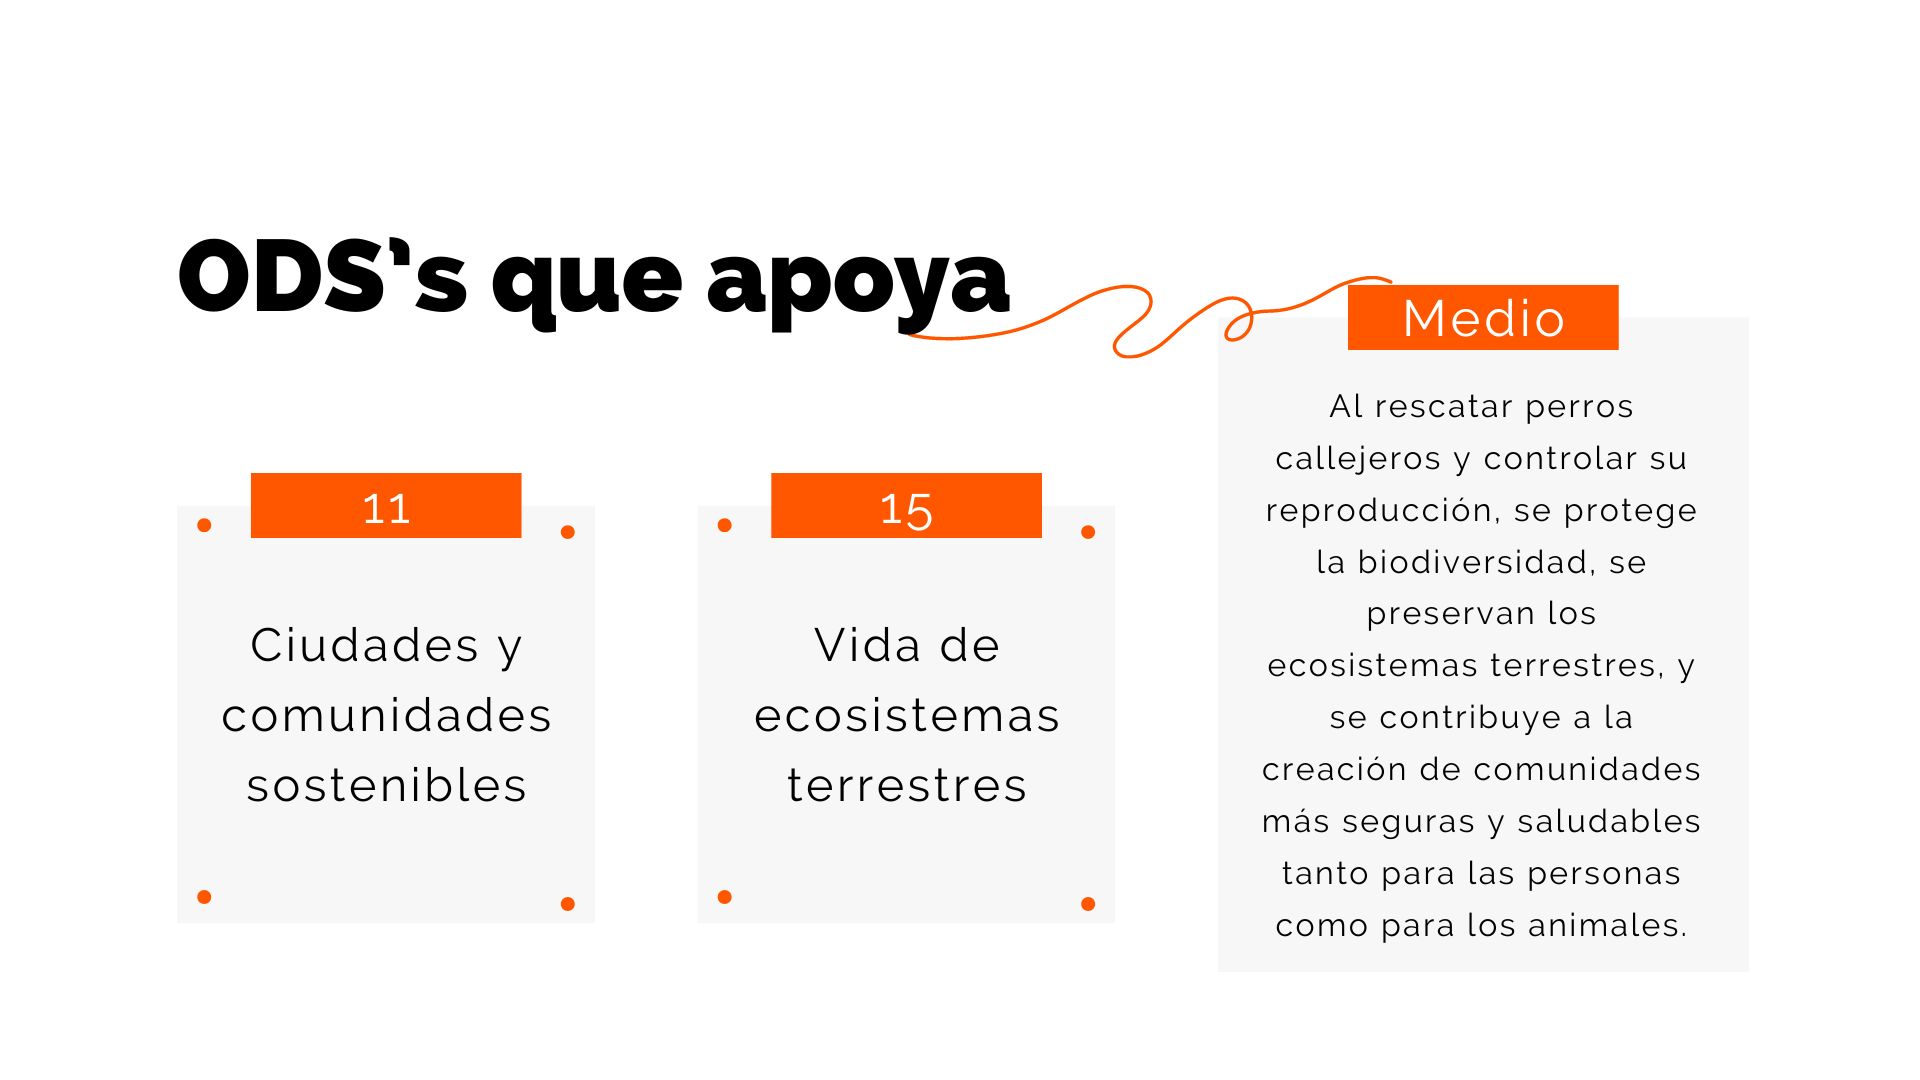 ODS’s que apoya
11
Ciudades y
comunidades
sostenibles
15
Vida de
ecosistemas
terrestres
Medio
Al rescatar perros
callejeros y controlar su
reproducción, se protege
la biodiversidad, se
preservan los
ecosistemas terrestres, y
se contribuye a la
creación de comunidades
más seguras y saludables
tanto para las personas
como para los animales.